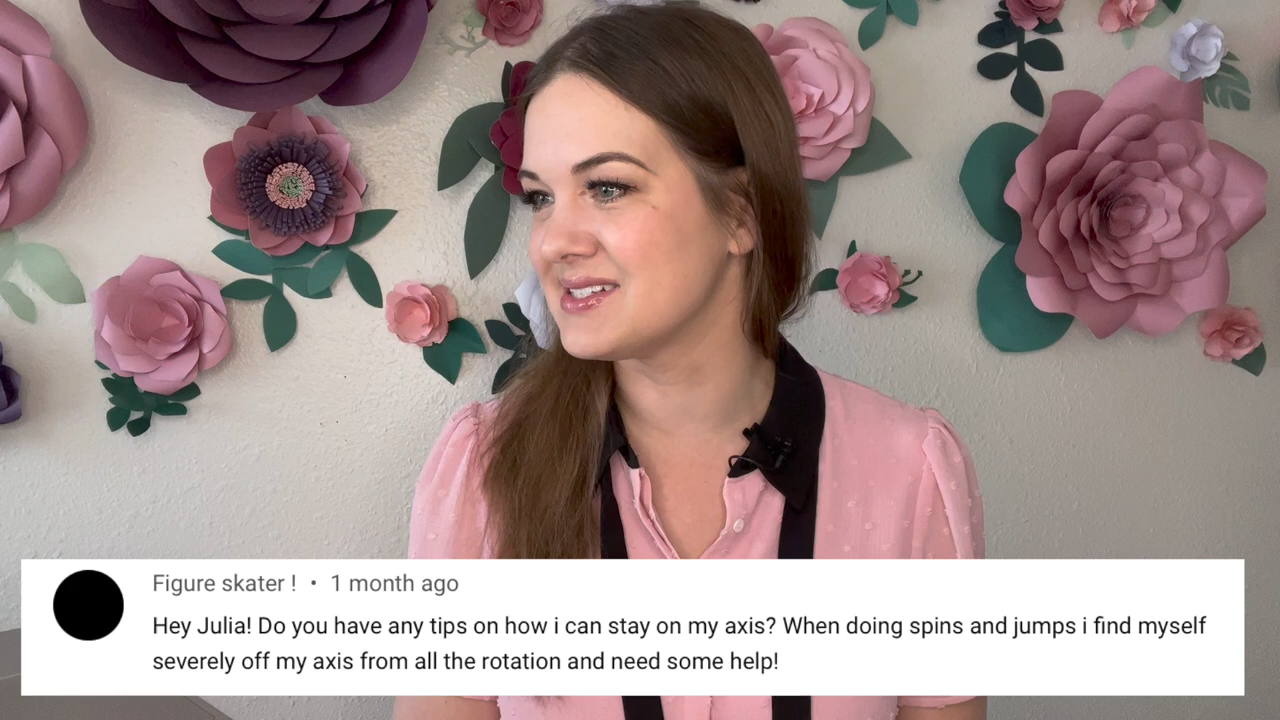 Figure skater ! • 1 month ago
Hey Julia! Do you have any tips on how i can stay on my axis? When doing spins and jumps i find myself
severely off my axis from all the rotation and need some help!